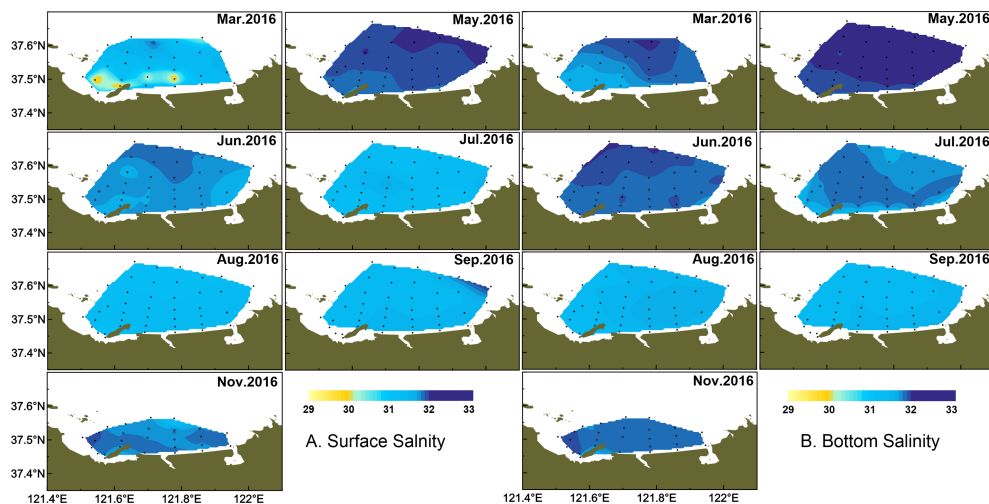 Mar.2016 May.2016 Mar.2016 May.2016
37.6°N
37.5°N
37.4°N
Jun.2016 Jul.2016 Jun.2016 Jul.2016
37.6°N
37.5°N
37.4°N
Aug.2016 Sep.2016 Aug.2016 Sep.2016
37.6°N
37.5°N
37.4°N
Nov.2016 Nov.2016
37.6°N
29 30 31 32 33 29 30 31 32 33
37.5°N
A. Surface Salnity B. Bottom Salinity
37.4°N
121.4°E 121.6°E 121.8°E 122°E 121.4°E 121.6°E 121.8°E 122°E